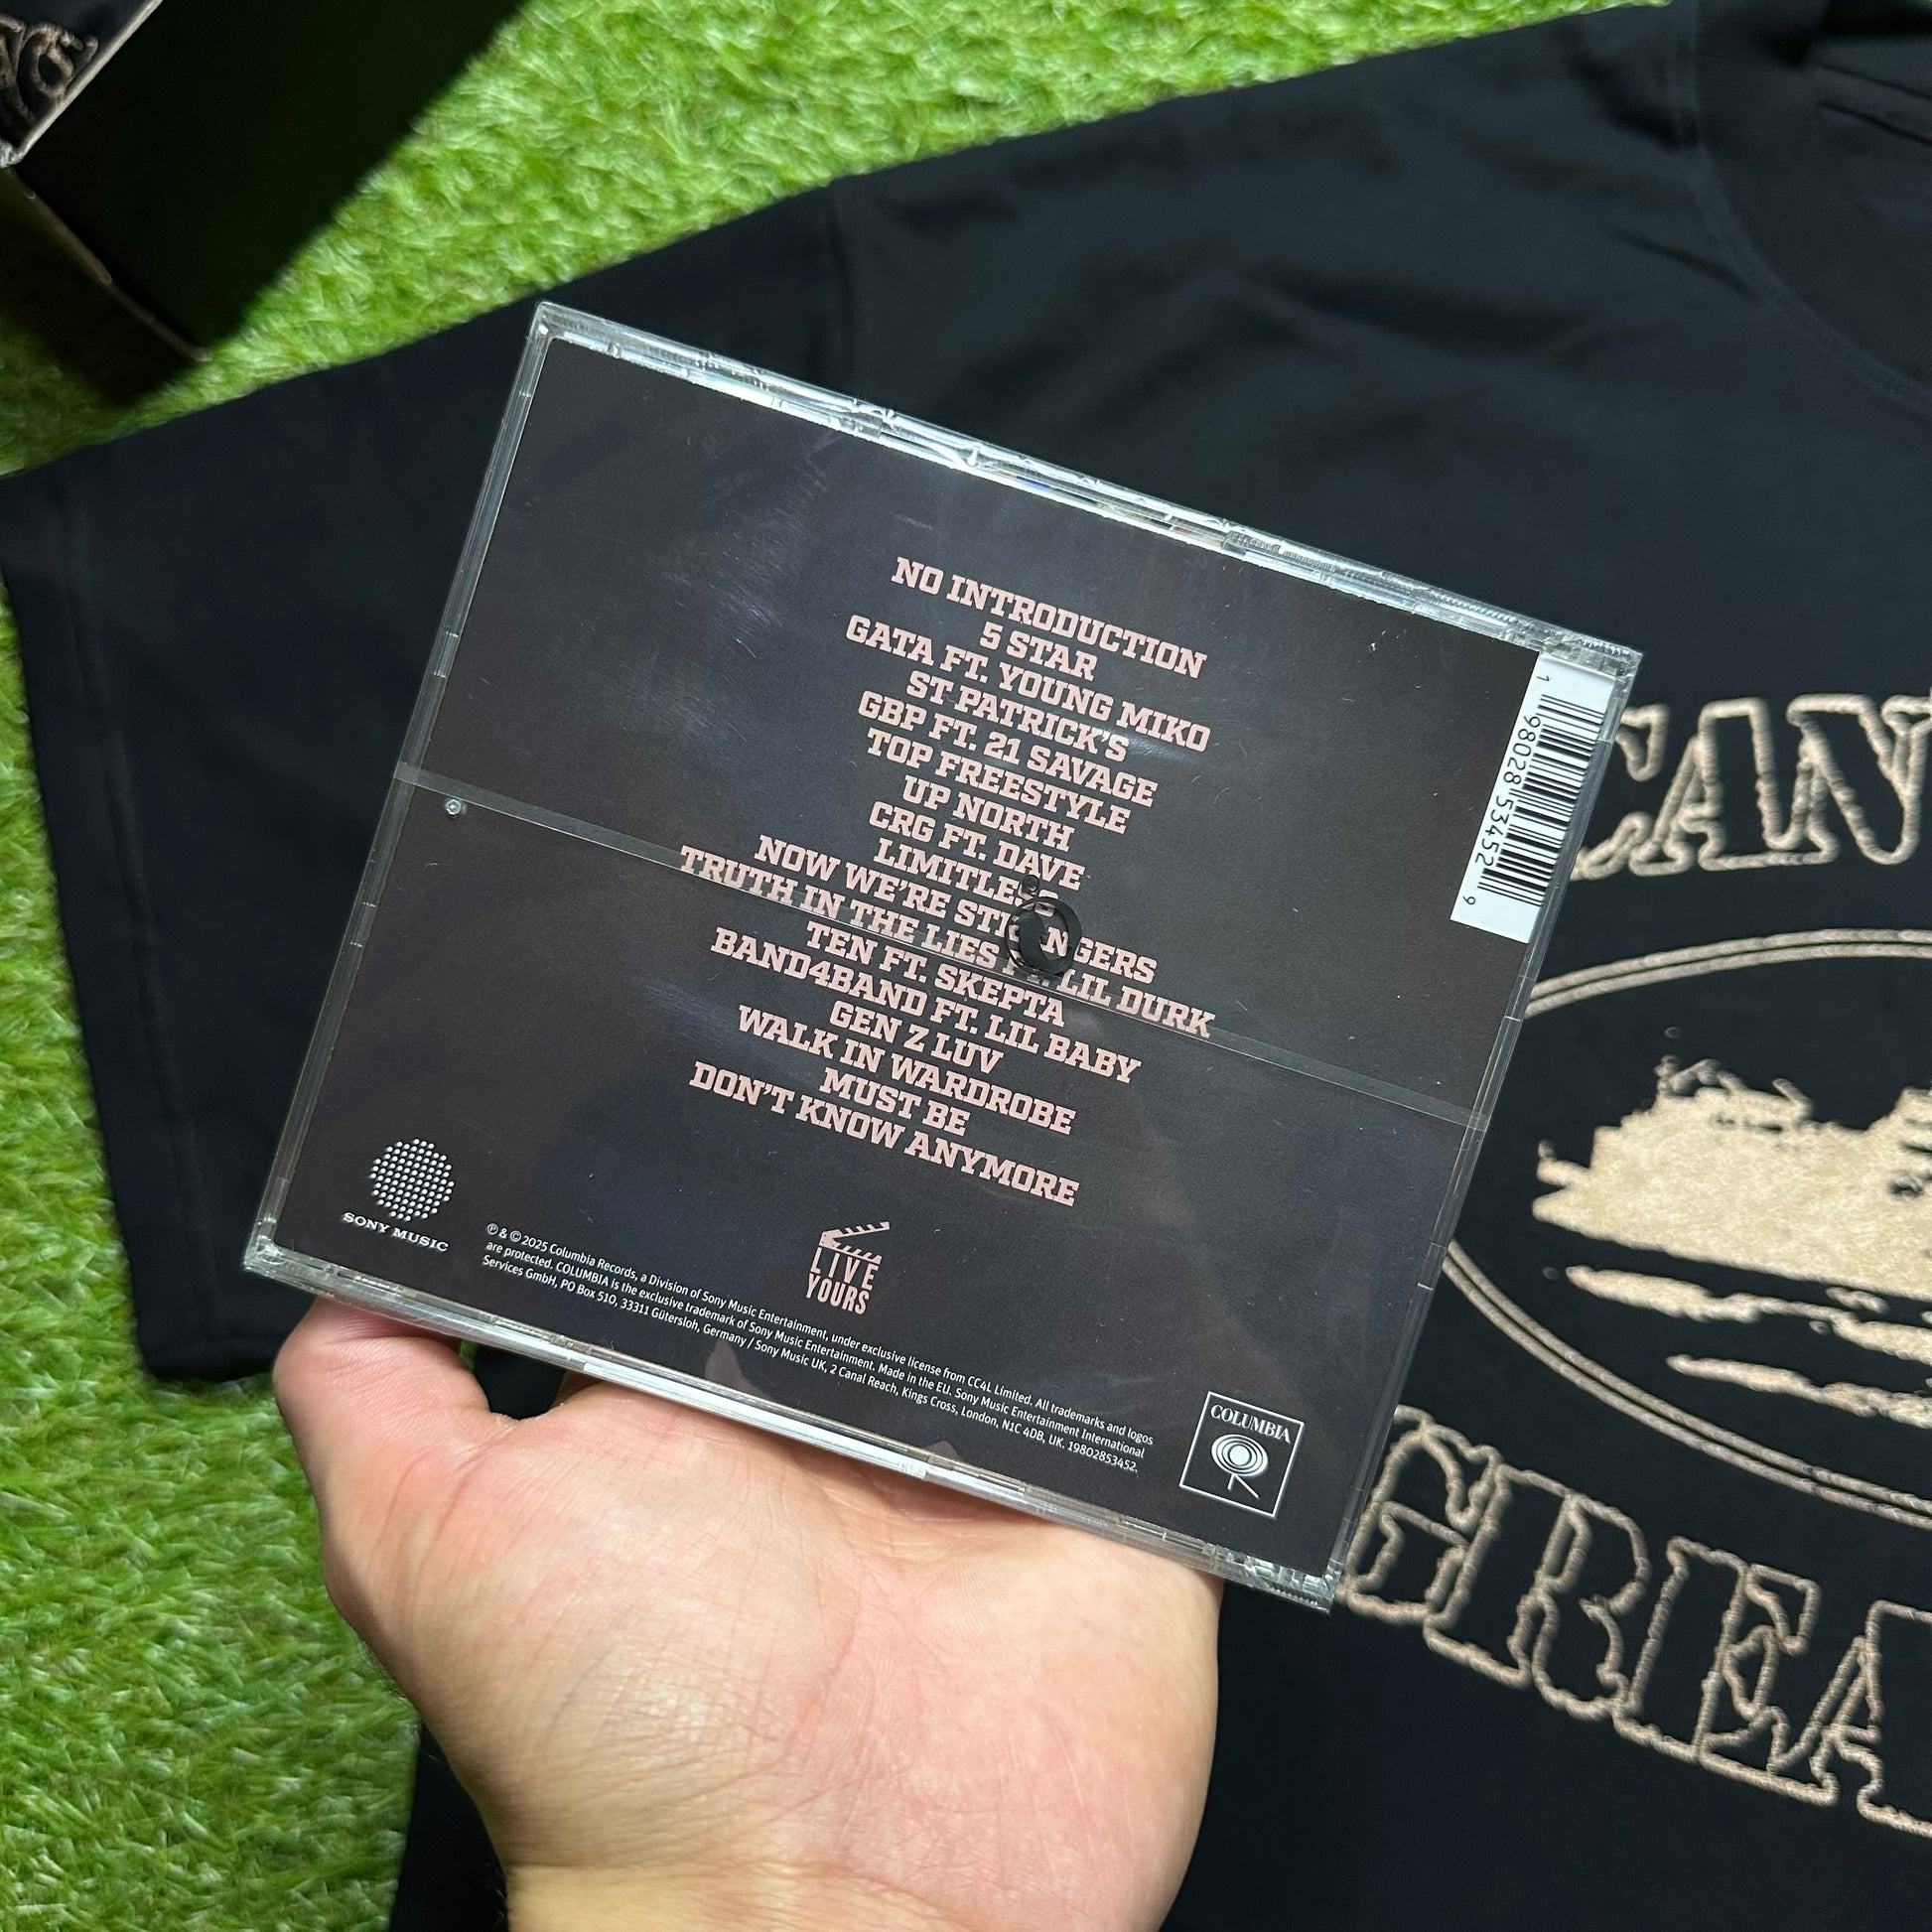 NO INTRODUCTION
5 STAR
GATA FT. YOUNG MIKO
ST PATRICK'S
GBP FT. 21 SAVAGE
TOP FREESTYLE
UP NORTH
CRG FT. DAVE
LIMITLESS
NOW WE'RE STRANGERS
TRUTH IN THE LIES FT. LIL DURK
TEN FT. SKEPTA
BAND4BAND FT. LIL BABY
GEN Z LUV
WALK IN WARDROBE
MUST BE
DON'T KNOW ANYMORE
1 98028 53452 9
SONY MUSIC
LIVE
YOURS
℗ & © 2025 Columbia Records, a Division of Sony Music Entertainment, under exclusive license from CC4L Limited. All trademarks and logos
are protected. COLUMBIA is the exclusive trademark of Sony Music Entertainment. Made in the EU. Sony Music Entertainment International
Services GmbH, PO Box 510, 33311 Gütersloh, Germany / Sony Music UK, 2 Canal Reach, Kings Cross, London, N1C 4DB, UK. 19802853452.
COLUMBIA